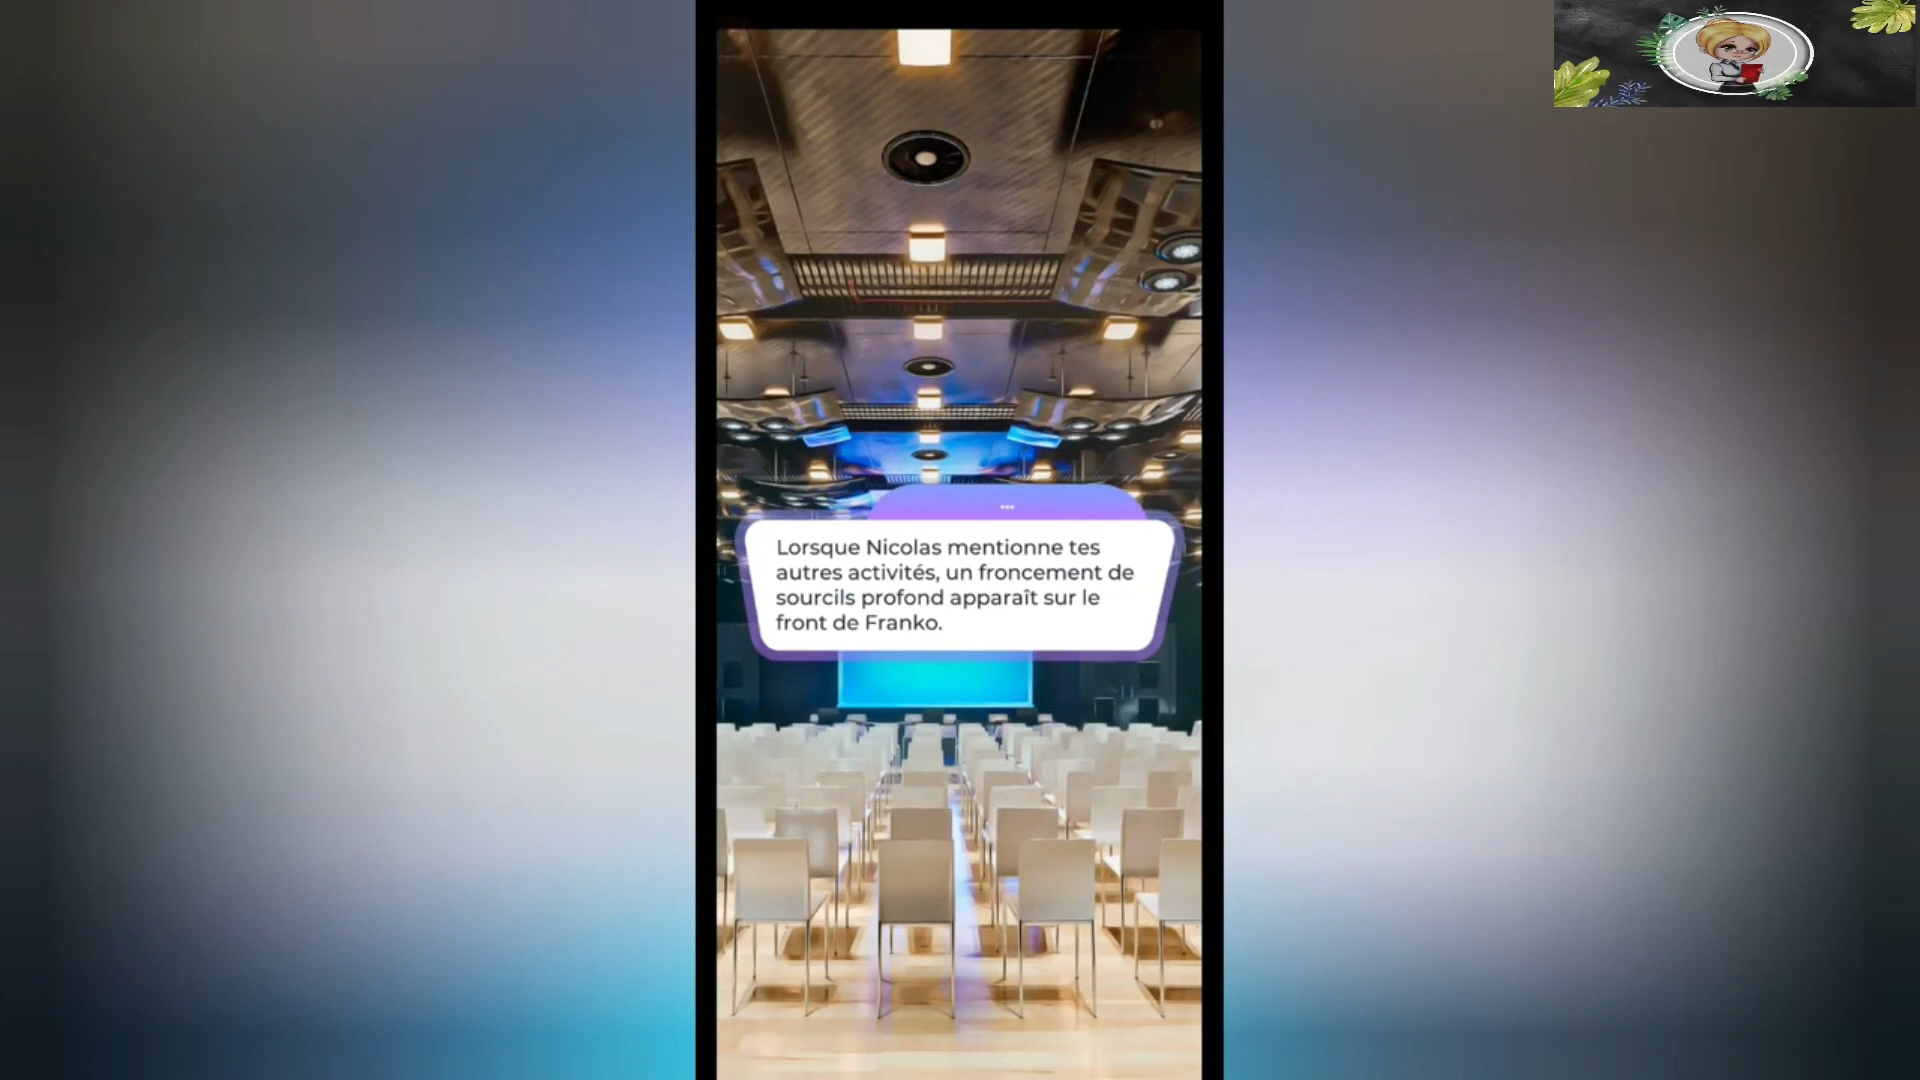 ...
Lorsque Nicolas mentionne tes
autres activités, un froncement de
sourcils profond apparaît sur le
front de Franko.